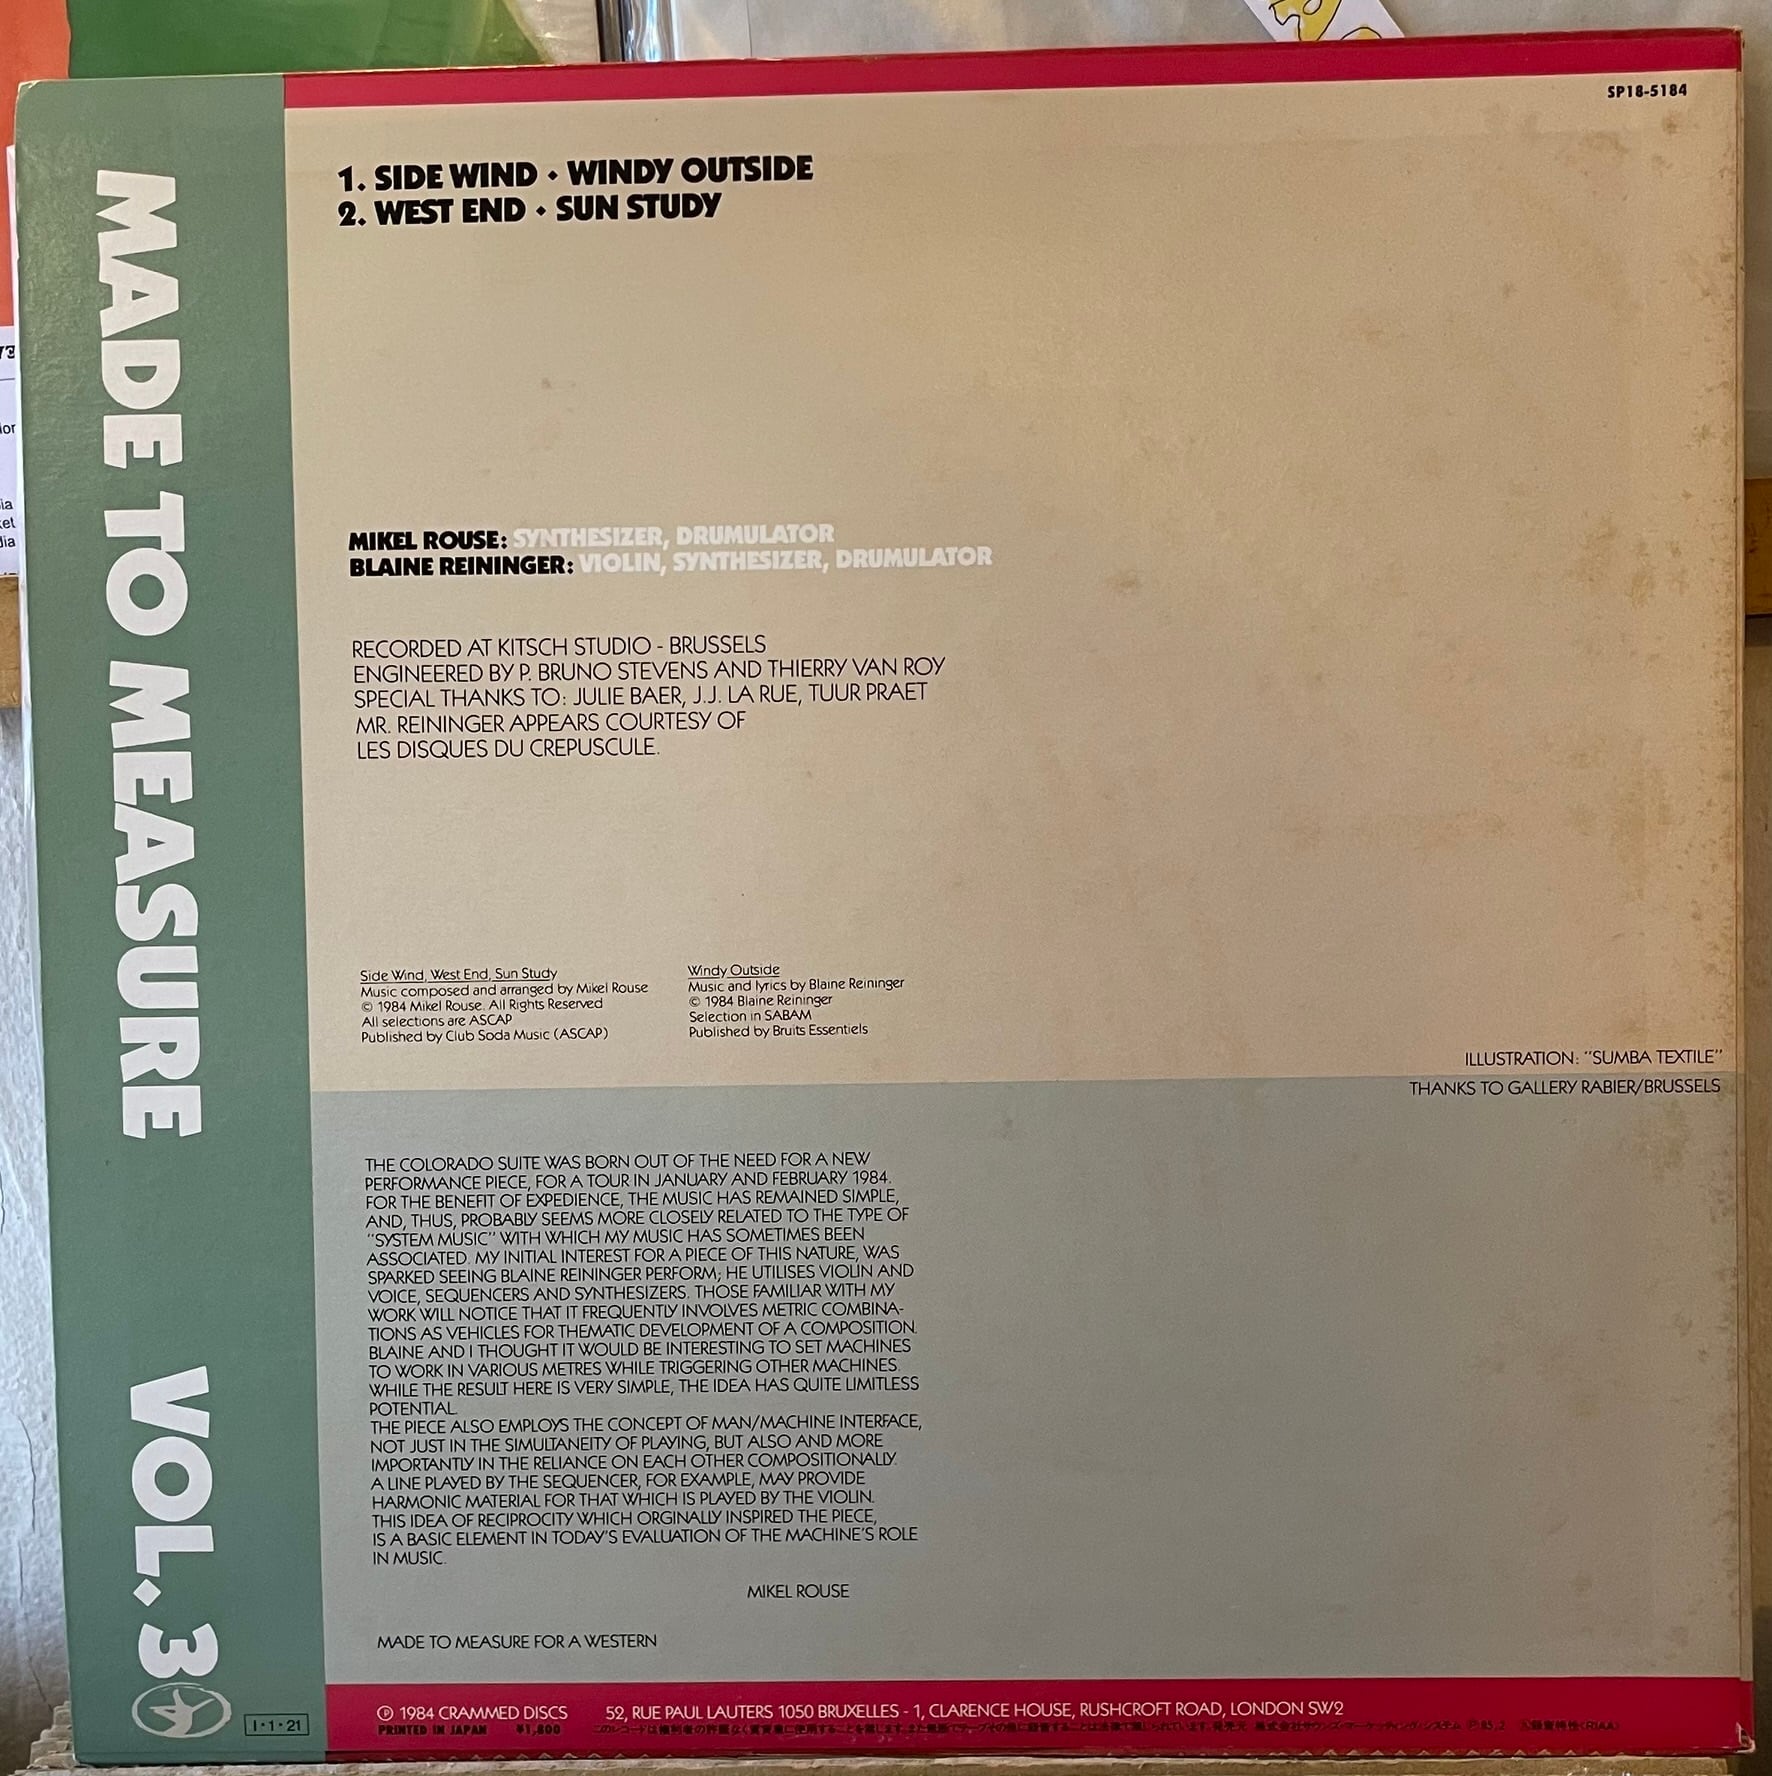 SP18-5184
1. SIDE WIND • WINDY OUTSIDE
2. WEST END • SUN STUDY
MADE TO MEASURE VOL. 3
MIKEL ROUSE: SYNTHESIZER, DRUMULATOR
BLAINE REININGER: VIOLIN, SYNTHESIZER, DRUMULATOR
RECORDED AT KITSCH STUDIO - BRUSSELS
ENGINEERED BY P. BRUNO STEVENS AND THIERRY VAN ROY
SPECIAL THANKS TO: JULIE BAER, J.J. LA RUE, TUUR PRAET
MR. REININGER APPEARS COURTESY OF
LES DISQUES DU CREPUSCULE.
Side Wind, West End, Sun Study
Music composed and arranged by Mikel Rouse
© 1984 Mikel Rouse. All Rights Reserved
All selections are ASCAP
Published by Club Soda Music (ASCAP)
Windy Outside
Music and lyrics by Blaine Reininger
© 1984 Blaine Reininger
Selection in SABAM
Published by Bruits Essentiels
ILLUSTRATION: "SUMBA TEXTILE"
THANKS TO GALLERY RABIER/BRUSSELS
THE COLORADO SUITE WAS BORN OUT OF THE NEED FOR A NEW
PERFORMANCE PIECE, FOR A TOUR IN JANUARY AND FEBRUARY 1984.
FOR THE BENEFIT OF EXPEDIENCE, THE MUSIC HAS REMAINED SIMPLE,
AND, THUS, PROBABLY SEEMS MORE CLOSELY RELATED TO THE TYPE OF
"SYSTEM MUSIC" WITH WHICH MY MUSIC HAS SOMETIMES BEEN
ASSOCIATED. MY INITIAL INTEREST FOR A PIECE OF THIS NATURE, WAS
SPARKED SEEING BLAINE REININGER PERFORM; HE UTILISES VIOLIN AND
VOICE, SEQUENCERS AND SYNTHESIZERS. THOSE FAMILIAR WITH MY
WORK WILL NOTICE THAT IT FREQUENTLY INVOLVES METRIC COMBINA-
TIONS AS VEHICLES FOR THEMATIC DEVELOPMENT OF A COMPOSITION.
BLAINE AND I THOUGHT IT WOULD BE INTERESTING TO SET MACHINES
TO WORK IN VARIOUS METRES WHILE TRIGGERING OTHER MACHINES.
WHILE THE RESULT HERE IS VERY SIMPLE, THE IDEA HAS QUITE LIMITLESS
POTENTIAL.
THE PIECE ALSO EMPLOYS THE CONCEPT OF MAN/MACHINE INTERFACE,
NOT JUST IN THE SIMULTANEITY OF PLAYING, BUT ALSO AND MORE
IMPORTANTLY IN THE RELIANCE ON EACH OTHER COMPOSITIONALLY.
A LINE PLAYED BY THE SEQUENCER, FOR EXAMPLE, MAY PROVIDE
HARMONIC MATERIAL FOR THAT WHICH IS PLAYED BY THE VIOLIN.
THIS IDEA OF RECIPROCITY WHICH ORGINALLY INSPIRED THE PIECE,
IS A BASIC ELEMENT IN TODAY'S EVALUATION OF THE MACHINE'S ROLE
IN MUSIC.
MIKEL ROUSE
MADE TO MEASURE FOR A WESTERN
I•1•21
℗ 1984 CRAMMED DISCS 52, RUE PAUL LAUTERS 1050 BRUXELLES - 1, CLARENCE HOUSE, RUSHCROFT ROAD, LONDON SW2
PRINTED IN JAPAN ¥1,800